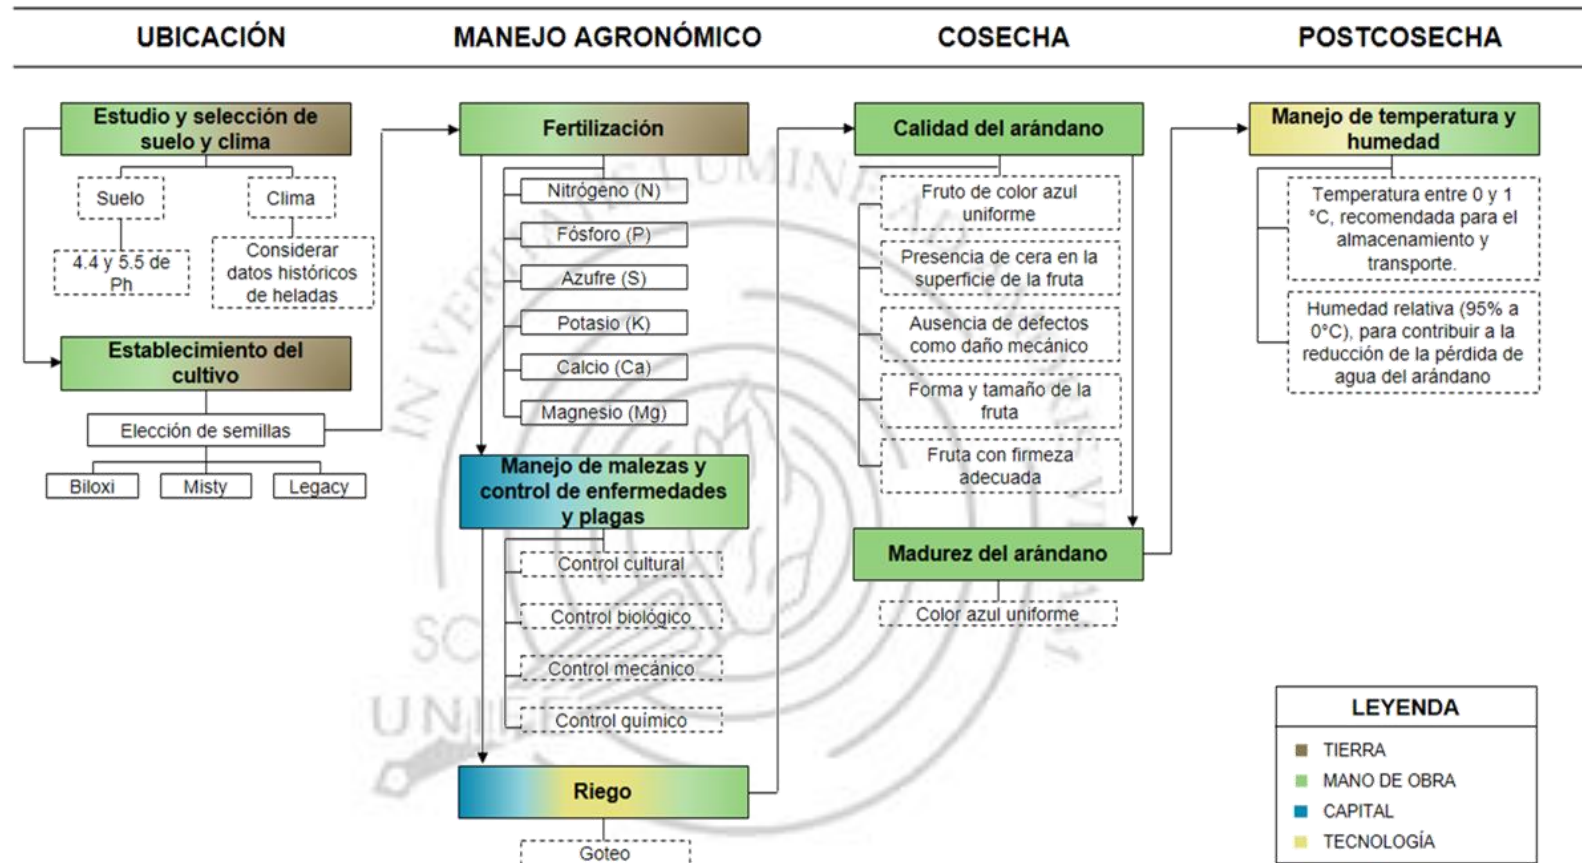 UBICACIÓN
MANEJO AGRONÓMICO
COSECHA
POSTCOSECHA
Estudio y selección de
suelo y clima
Suelo
Clima
4.4 y 5.5 de
Ph
Considerar
datos históricos
de heladas
Establecimiento del
cultivo
Elección de semillas
Biloxi
Misty
Legacy
Fertilización
Nitrógeno (N)
Fósforo (P)
Azufre (S)
Potasio (K)
Calcio (Ca)
Magnesio (Mg)
Manejo de malezas y
control de enfermedades
y plagas
Control cultural
Control biológico
Control mecánico
Control químico
Riego
Goteo
Calidad del arándano
Fruto de color azul
uniforme
Presencia de cera en la
superficie de la fruta
Ausencia de defectos
como daño mecánico
Forma y tamaño de la
fruta
Fruta con firmeza
adecuada
Madurez del arándano
Color azul uniforme
Manejo de temperatura y
humedad
Temperatura entre 0 y 1
°C, recomendada para el
almacenamiento y
transporte.
Humedad relativa (95% a
0°C), para contribuir a la
reducción de la pérdida de
agua del arándano
LEYENDA
TIERRA
MANO DE OBRA
CAPITAL
TECNOLOGÍA